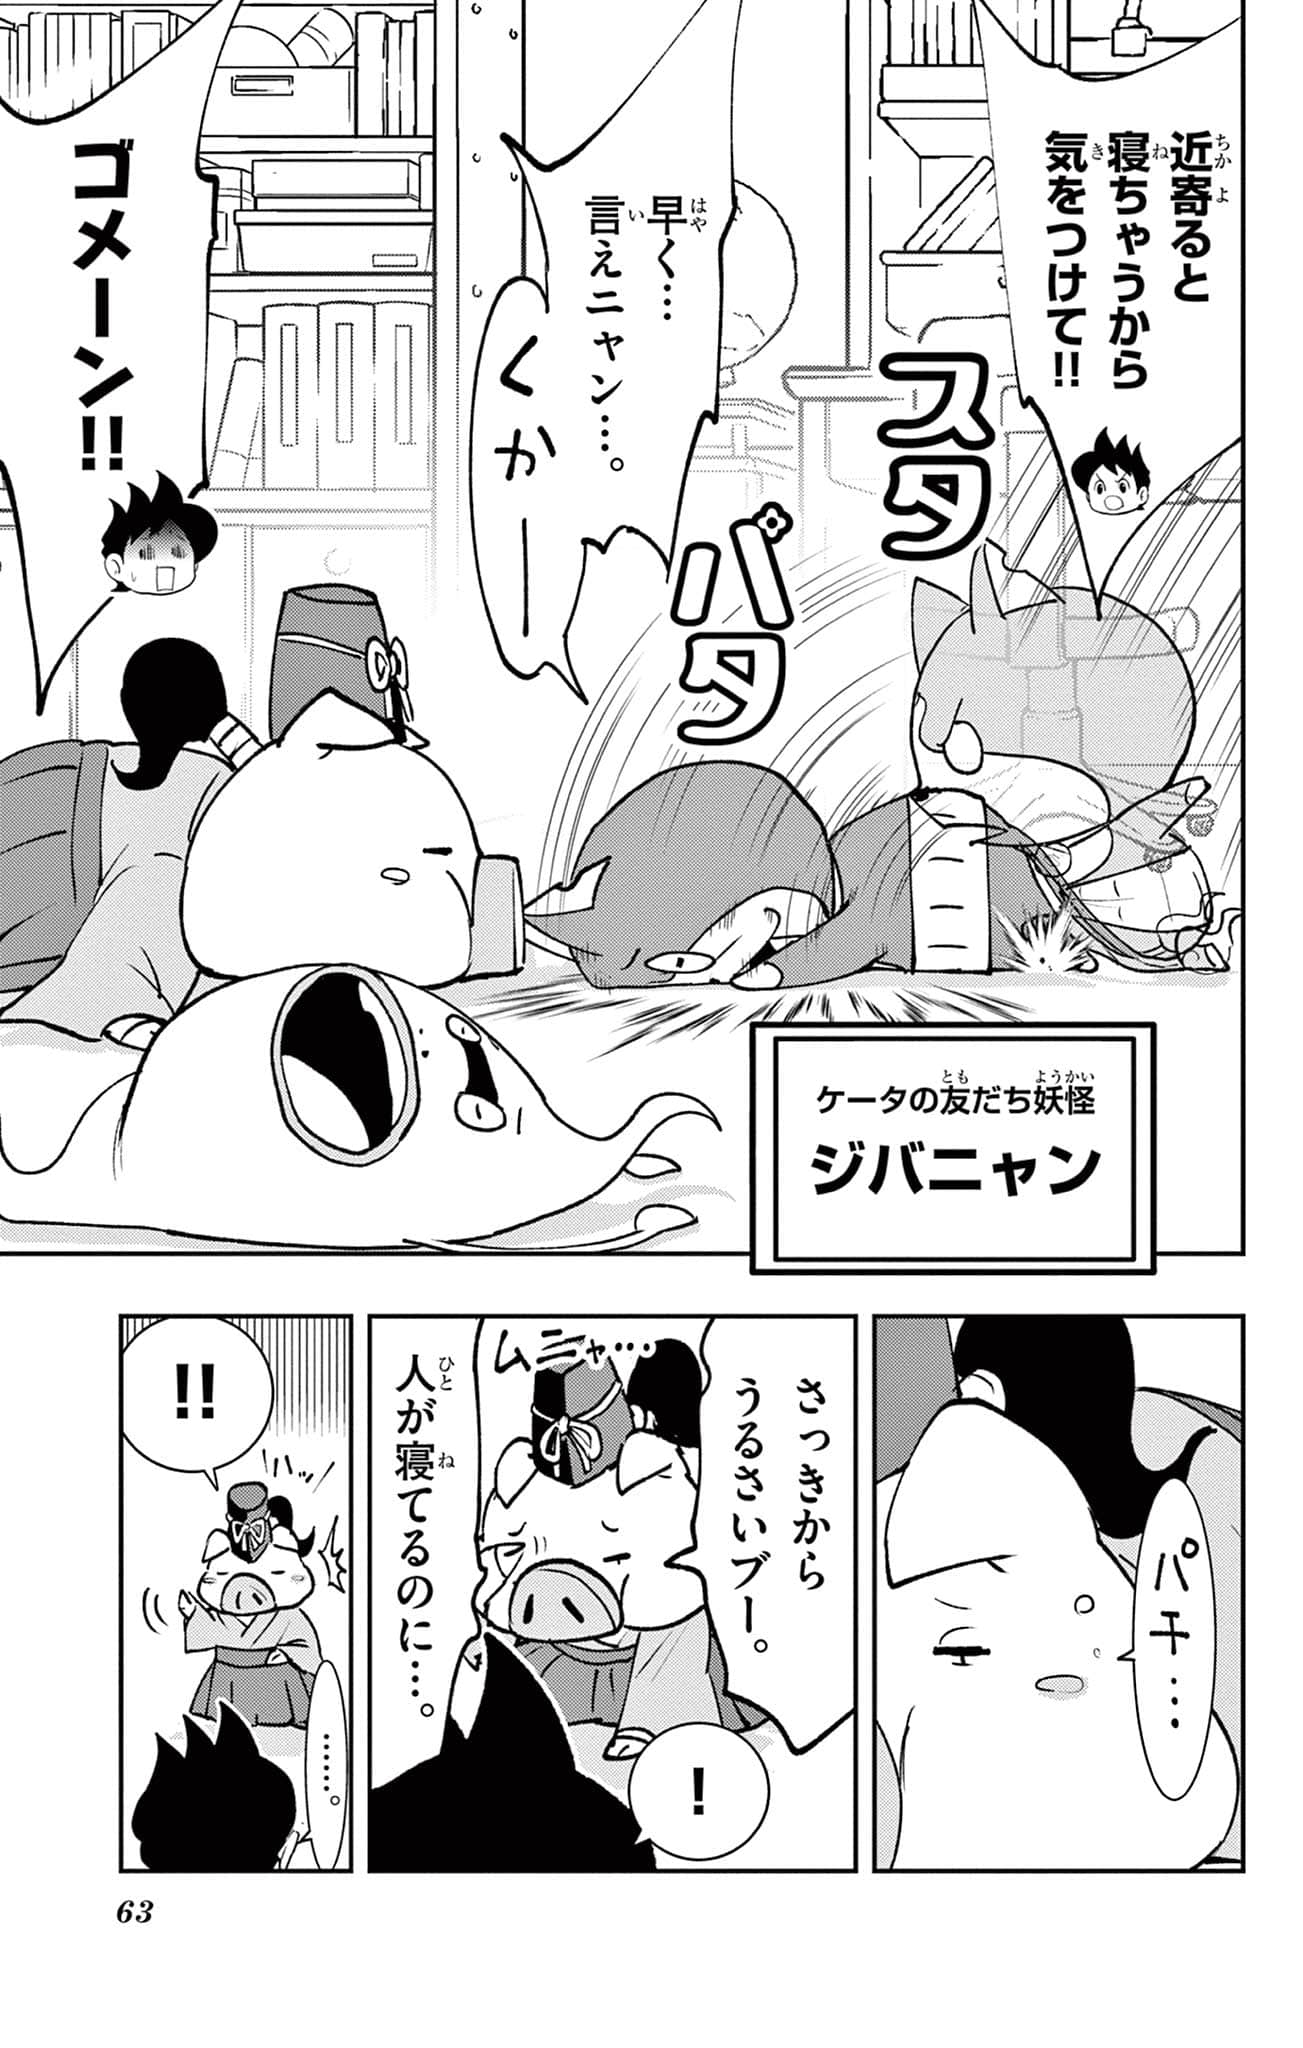 近寄ると
寝ちゃうから
気をつけて!!
スタ
パタ
早く…
言えニャン…。
くかーー
ゴメーン!!
ケータの友だち妖怪
ジバニャン
パチ…
さっきから
うるさいブー。
ムニャ…
人が寝てるのに…。
!
!!
ハッ
……。
63